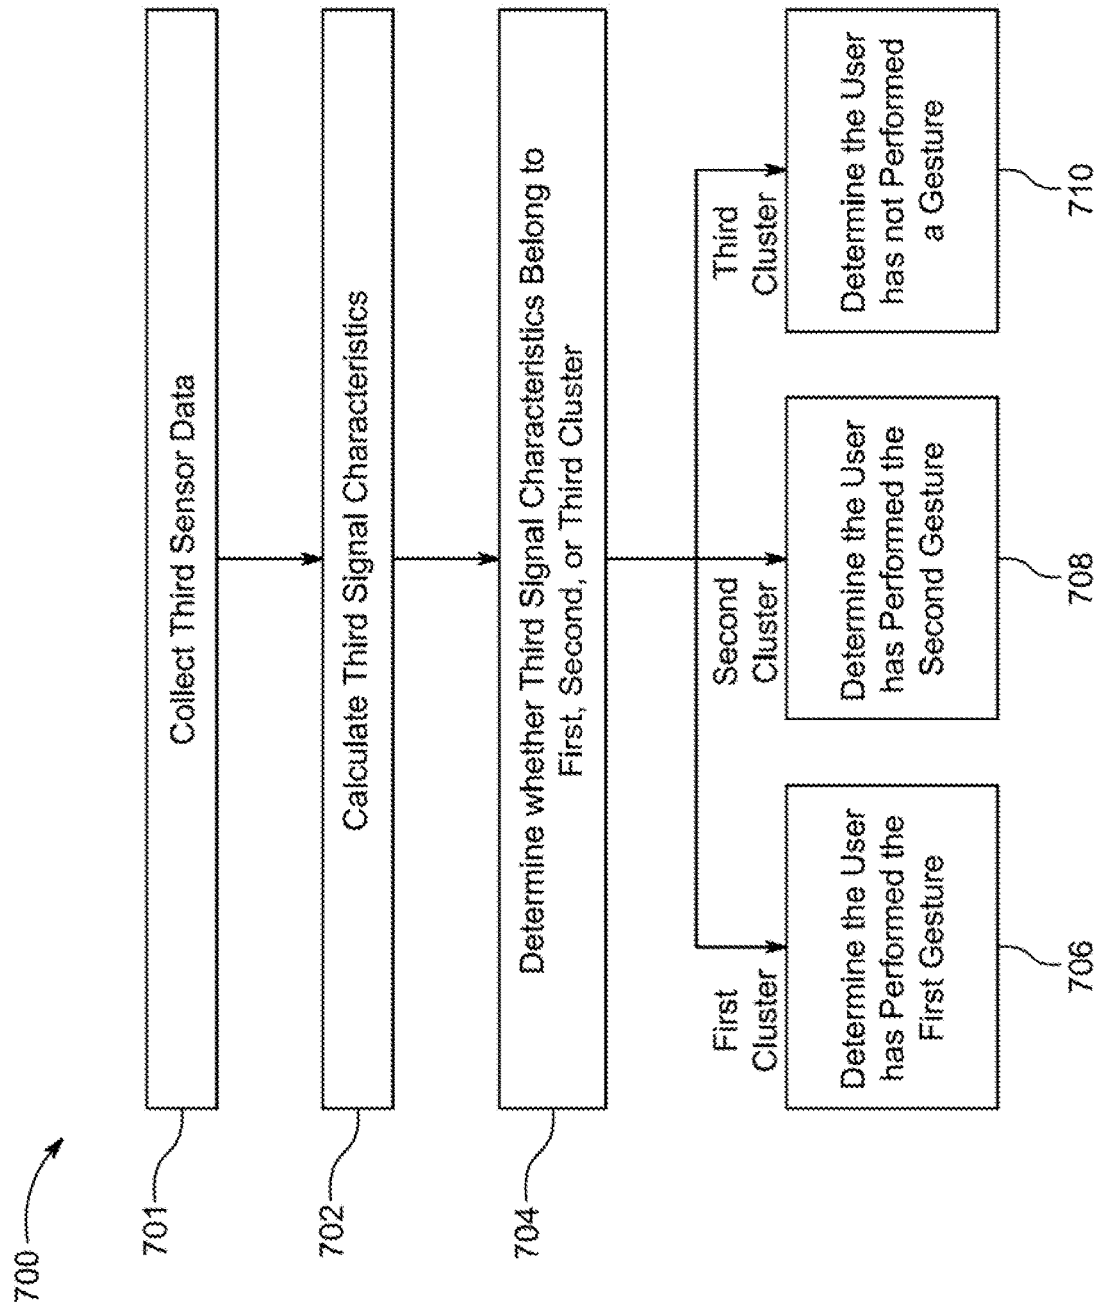 700
701
Collect Third Sensor Data
702
Calculate Third Signal Characteristics
704
Determine whether Third Signal Characteristics Belong to
First, Second, or Third Cluster
First
Cluster
Second
Cluster
Third
Cluster
Determine the User
has Performed the
First Gesture
Determine the User
has Performed the
Second Gesture
Determine the User
has not Performed
a Gesture
706
708
710